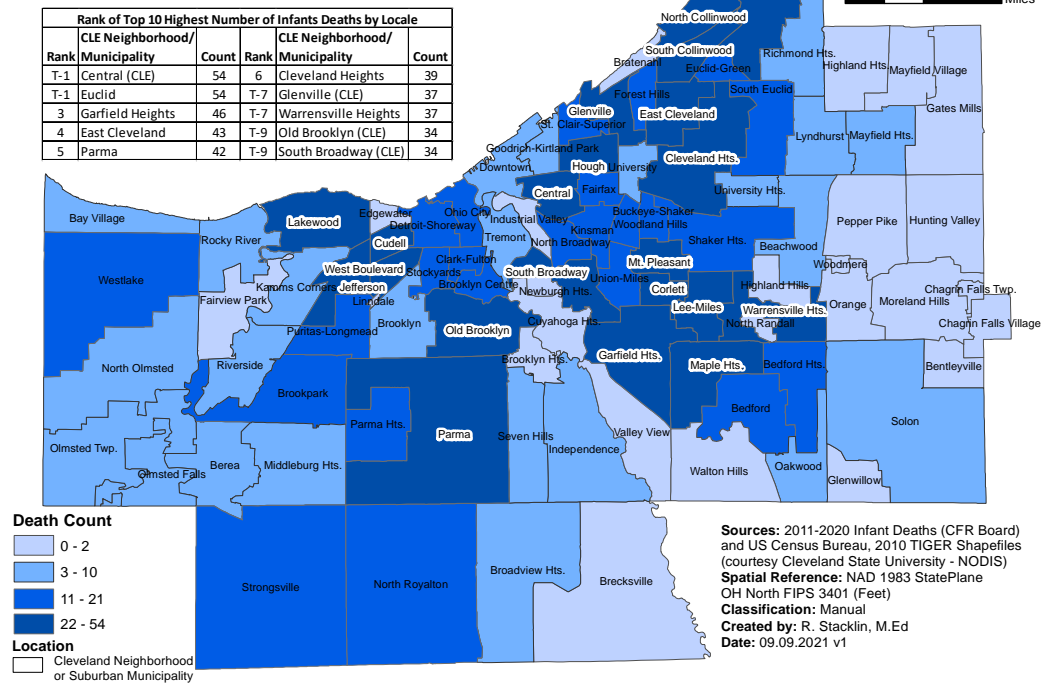 Miles
Rank of Top 10 Highest Number of Infants Deaths by Locale
Rank CLE Neighborhood/ Municipality Count Rank CLE Neighborhood/ Municipality Count
T-1 Central (CLE) 54 6 Cleveland Heights 39
T-1 Euclid 54 T-7 Glenville (CLE) 37
3 Garfield Heights 46 T-7 Warrensville Heights 37
4 East Cleveland 43 T-9 Old Brooklyn (CLE) 34
5 Parma 42 T-9 South Broadway (CLE) 34
North Collinwood
South Collinwood
Bratenahl
Euclid-Green
Richmond Hts.
Highland Hts.
Mayfield Village
Forest Hills
South Euclid
Gates Mills
Glenville
East Cleveland
St. Clair-Superior
Lyndhurst
Mayfield Hts.
Goodrich-Kirtland Park
Downtown
Hough
University
Cleveland Hts.
Central
Fairfax
University Hts.
Bay Village
Lakewood
Edgewater
Ohio City
Detroit-Shoreway
Industrial Valley
Buckeye-Shaker
Woodland Hills
Pepper Pike
Hunting Valley
Rocky River
Cudell
Tremont
Kinsman
North Broadway
Shaker Hts.
Beachwood
Westlake
West Boulevard
Clark-Fulton
Stockyards
South Broadway
Mt. Pleasant
Woodmere
Kamms Corners
Jefferson
Brooklyn Centre
Union-Miles
Corlett
Highland Hills
Newburgh Hts.
Chagrin Falls Twp.
Fairview Park
Linndale
Lee-Miles
Warrensville Hts.
Orange
Moreland Hills
Puritas-Longmead
Brooklyn
Old Brooklyn
Cuyahoga Hts.
North Randall
Chagrin Falls Village
Brooklyn Hts.
Garfield Hts.
North Olmsted
Riverside
Maple Hts.
Bedford Hts.
Bentleyville
Brookpark
Bedford
Parma Hts.
Parma
Seven Hills
Valley View
Solon
Olmsted Twp.
Independence
Berea
Middleburg Hts.
Olmsted Falls
Walton Hills
Oakwood
Glenwillow
Strongsville
North Royalton
Broadview Hts.
Brecksville
Death Count
0 - 2
3 - 10
11 - 21
22 - 54
Location
Cleveland Neighborhood
or Suburban Municipality
Sources: 2011-2020 Infant Deaths (CFR Board)
and US Census Bureau, 2010 TIGER Shapefiles
(courtesy Cleveland State University - NODIS)
Spatial Reference: NAD 1983 StatePlane
OH North FIPS 3401 (Feet)
Classification: Manual
Created by: R. Stacklin, M.Ed
Date: 09.09.2021 v1